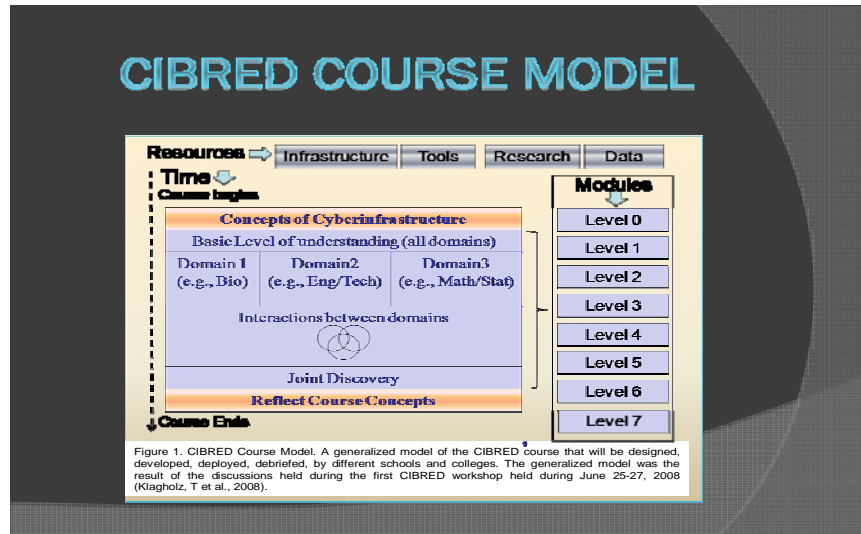 CIBRED COURSE MODEL
Resources Infrastructure Tools Research Data
Time
Course begins
Modules
Concepts of Cyberinfrastructure
Basic Level of understanding (all domains)
Domain 1 Domain2 Domain3
(e.g., Bio) (e.g., Eng/Tech) (e.g., Math/Stat)
Interactions between domains
Joint Discovery
Reflect Course Concepts
Course Ends
Level 0
Level 1
Level 2
Level 3
Level 4
Level 5
Level 6
Level 7
Figure 1. CIBRED Course Model. A generalized model of the CIBRED course that will be designed,
developed, deployed, debriefed, by different schools and colleges. The generalized model was the
result of the discussions held during the first CIBRED workshop held during June 25-27, 2008
(Klagholz, T et al., 2008).